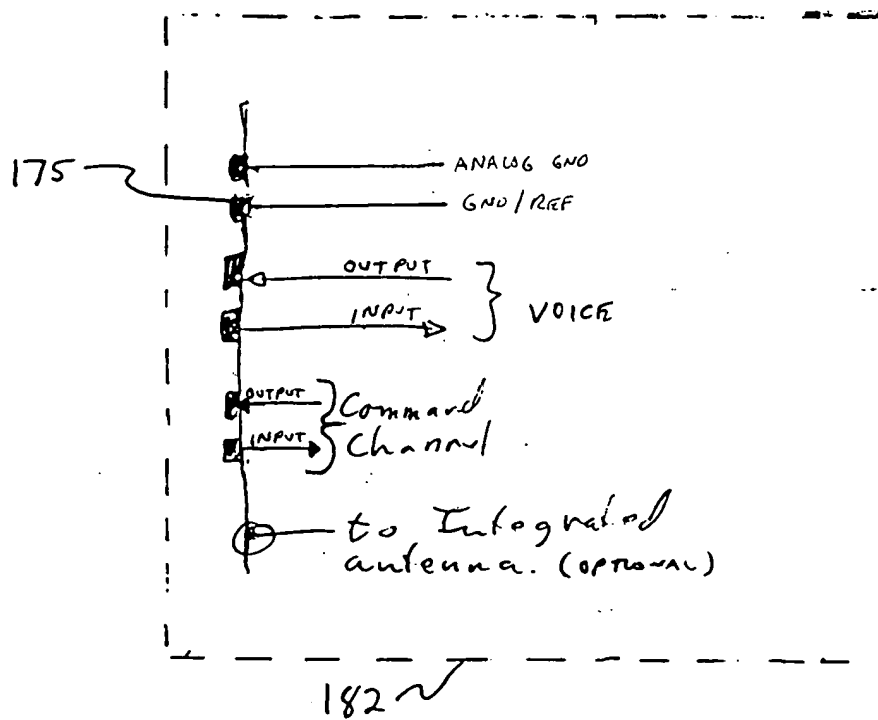 175
ANALOG GND
GND/REF
OUTPUT
INPUT
VOICE
OUTPUT
INPUT
Command
Channel
to Integrated
antenna. (OPTIONAL)
182